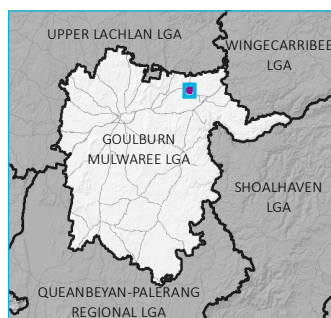 UPPER LACHLAN LGA
WINGECARRIBEE
LGA
GOULBURN
MULWAREE LGA
SHOALHAVEN
LGA
QUEANBEYAN-PALERANG
REGIONAL LGA